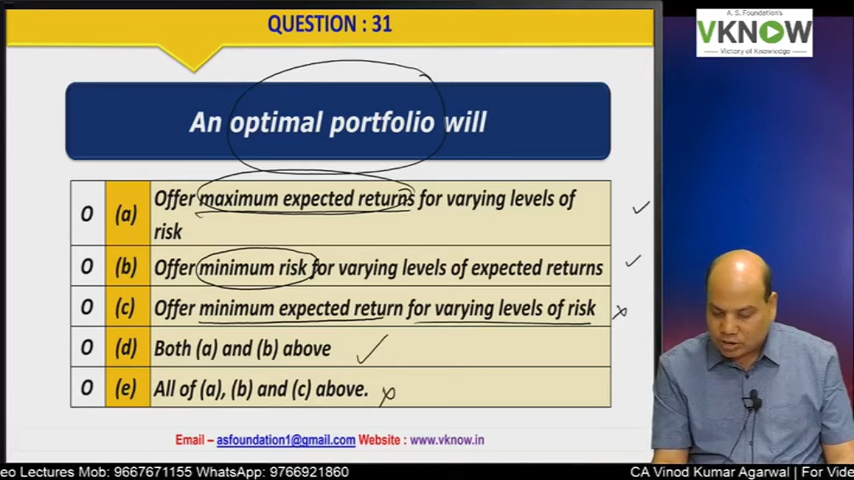 QUESTION : 31
A. S. Foundation's
VKNOW
Victory of Knowledge
An optimal portfolio will
O (a) Offer maximum expected returns for varying levels of
risk
O (b) Offer minimum risk for varying levels of expected returns
O (c) Offer minimum expected return for varying levels of risk
O (d) Both (a) and (b) above
O (e) All of (a), (b) and (c) above.
Email – asfoundation1@gmail.com Website : www.vknow.in
eo Lectures Mob: 9667671155 WhatsApp: 9766921860
CA Vinod Kumar Agarwal | For Vide